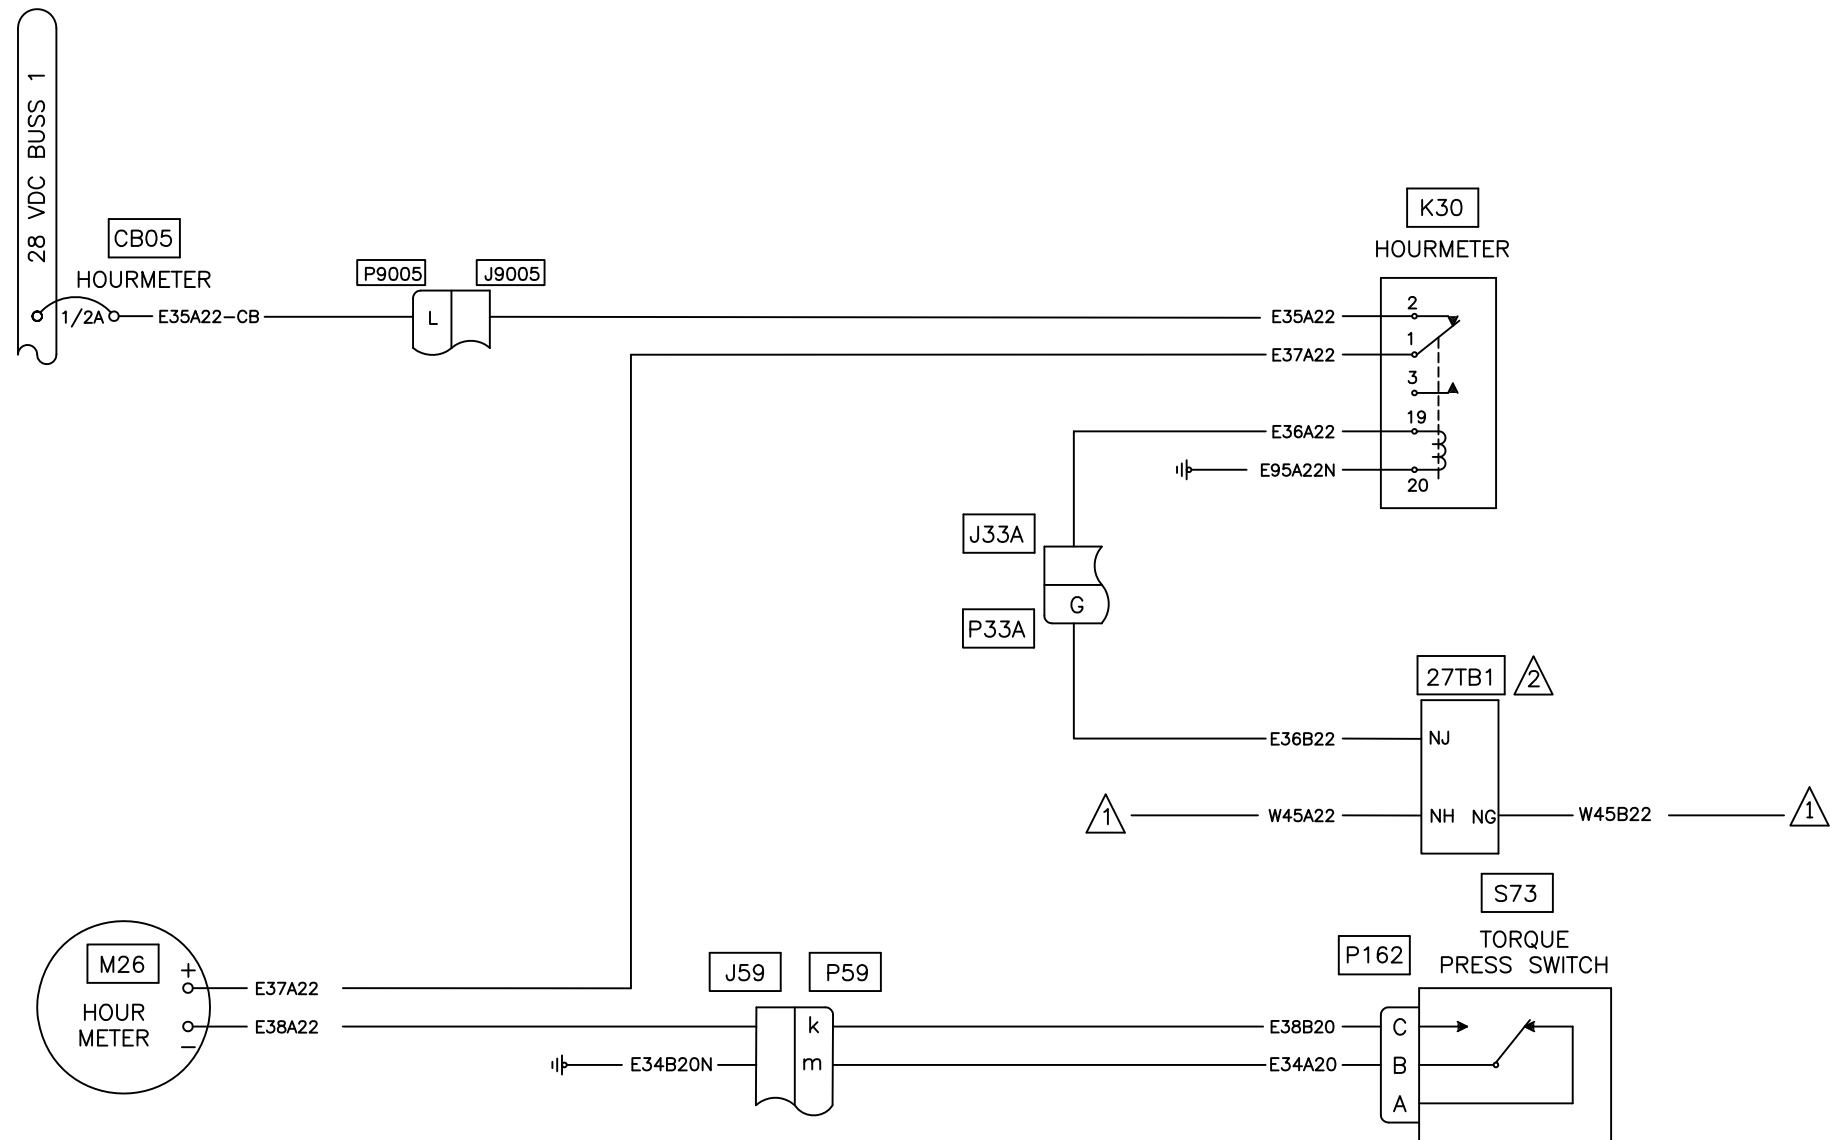 28 VDC BUSS 1
CB05
HOURMETER
1/2A
E35A22-CB
P9005
J9005
L
K30
HOURMETER
E35A22
2
E37A22
1
3
E36A22
19
E95A22N
20
J33A
G
P33A
27TB1
2
E36B22
NJ
1
W45A22
NH
NG
W45B22
1
S73
TORQUE
PRESS SWITCH
M26
+
HOUR
METER
−
E37A22
E38A22
J59
P59
k
m
E34B20N
P162
E38B20
C
E34A20
B
A